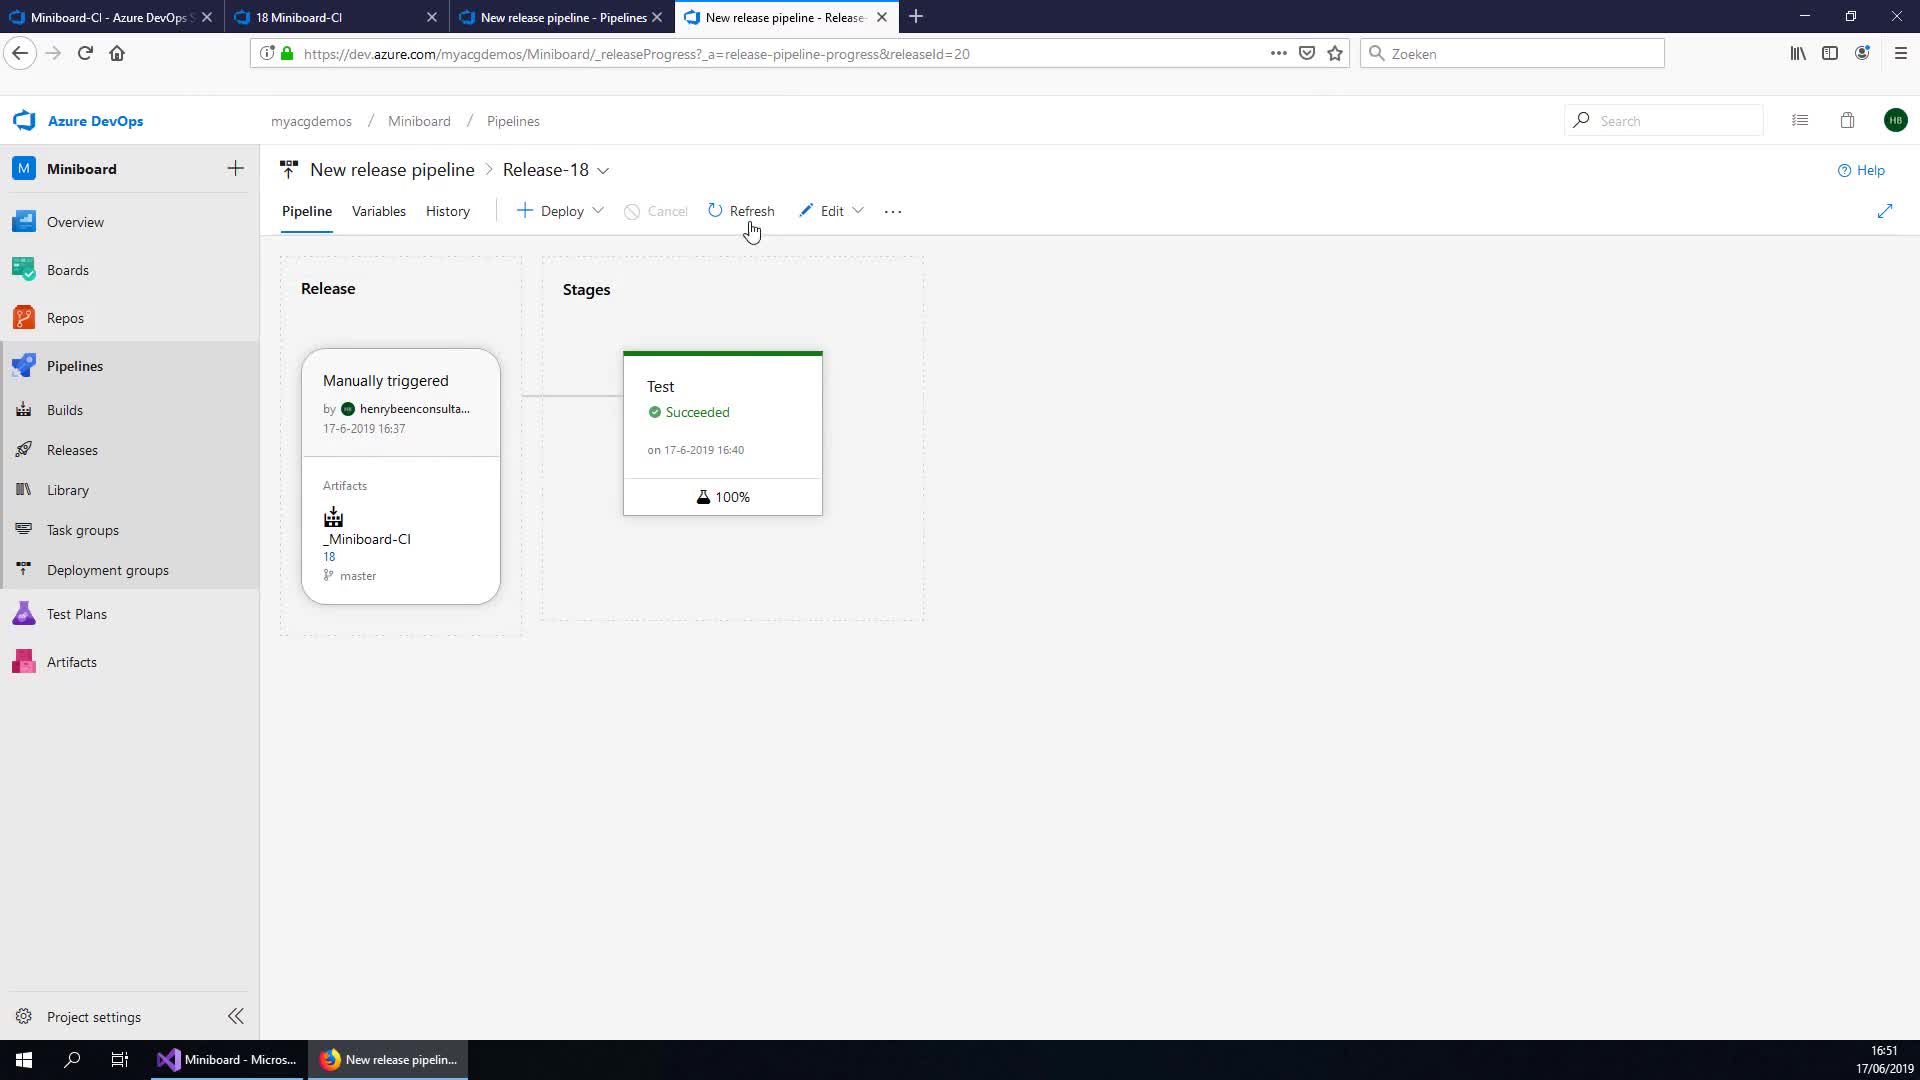 Miniboard-CI - Azure DevOps S
18 Miniboard-CI
New release pipeline - Pipelines
New release pipeline - Release-
https://dev.azure.com/myacgdemos/Miniboard/_releaseProgress?_a=release-pipeline-progress&releaseId=20
Zoeken
Azure DevOps
myacgdemos / Miniboard / Pipelines
Search
HB
M Miniboard
New release pipeline > Release-18
Help
Pipeline Variables History Deploy Cancel Refresh Edit ...
Overview
Boards
Repos
Pipelines
Builds
Releases
Library
Task groups
Deployment groups
Test Plans
Artifacts
Project settings
Release
Manually triggered
by HB henrybeenconsulta...
17-6-2019 16:37
Artifacts
_Miniboard-CI
18
master
Stages
Test
Succeeded
on 17-6-2019 16:40
100%
Miniboard - Micros...
New release pipelin...
16:51
17/06/2019